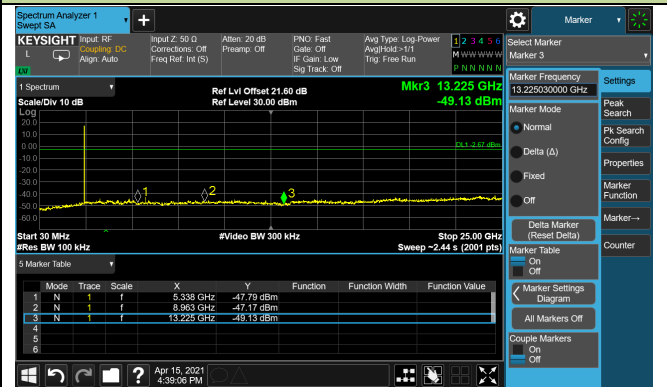 Spectrum Analyzer 1
Swept SA
+
Marker
KEYSIGHT
L
Input: RF
Coupling: DC
Align: Auto
Input Z: 50 Ω
Corrections: Off
Freq Ref: Int (S)
Atten: 20 dB
Preamp: Off
PNO: Fast
Gate: Off
IF Gain: Low
Sig Track: Off
Avg Type: Log-Power
Avg|Hold:>1/1
Trig: Free Run
1 2 3 4 5 6
M W W W W W
P N N N N N
Select Marker
Marker 3
1 Spectrum
Scale/Div 10 dB
Ref Lvl Offset 21.60 dB
Ref Level 30.00 dBm
Mkr3 13.225 GHz
-49.13 dBm
Log
20.0
10.0
0.00
-10.0
-20.0
-30.0
-40.0
-50.0
-60.0
DL1 -2.67 dBm
1
2
3
Start 30 MHz
#Res BW 100 kHz
#Video BW 300 kHz
Stop 25.00 GHz
Sweep ~2.44 s (2001 pts)
5 Marker Table
Mode Trace Scale X Y Function Function Width Function Value
1 N 1 f 5.338 GHz -47.79 dBm
2 N 1 f 8.963 GHz -47.17 dBm
3 N 1 f 13.225 GHz -49.13 dBm
4
5
6
Marker Frequency
13.225030000 GHz
Marker Mode
Normal
Delta (Δ)
Fixed
Off
Delta Marker
(Reset Delta)
Marker Table
On
Off
Marker Settings
Diagram
All Markers Off
Couple Markers
On
Off
Settings
Peak
Search
Pk Search
Config
Properties
Marker
Function
Marker→
Counter
?
Apr 15, 2021
4:39:06 PM